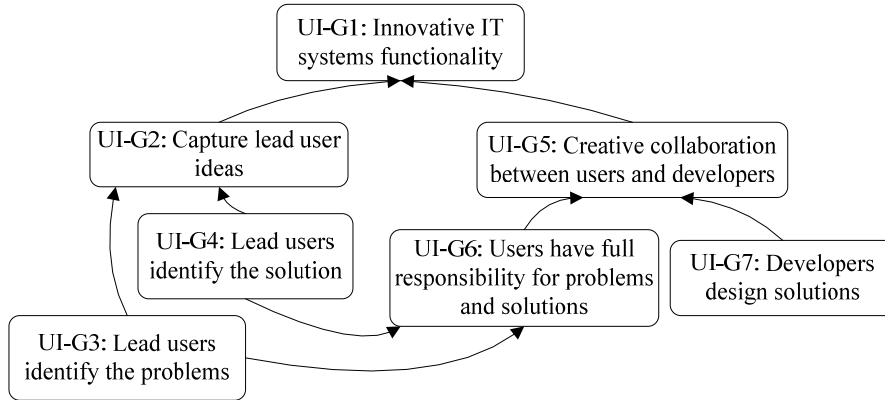 UI-G1: Innovative IT
systems functionality
UI-G2: Capture lead user
ideas
UI-G5: Creative collaboration
between users and developers
UI-G4: Lead users
identify the solution
UI-G6: Users have full
responsibility for problems
and solutions
UI-G7: Developers
design solutions
UI-G3: Lead users
identify the problems